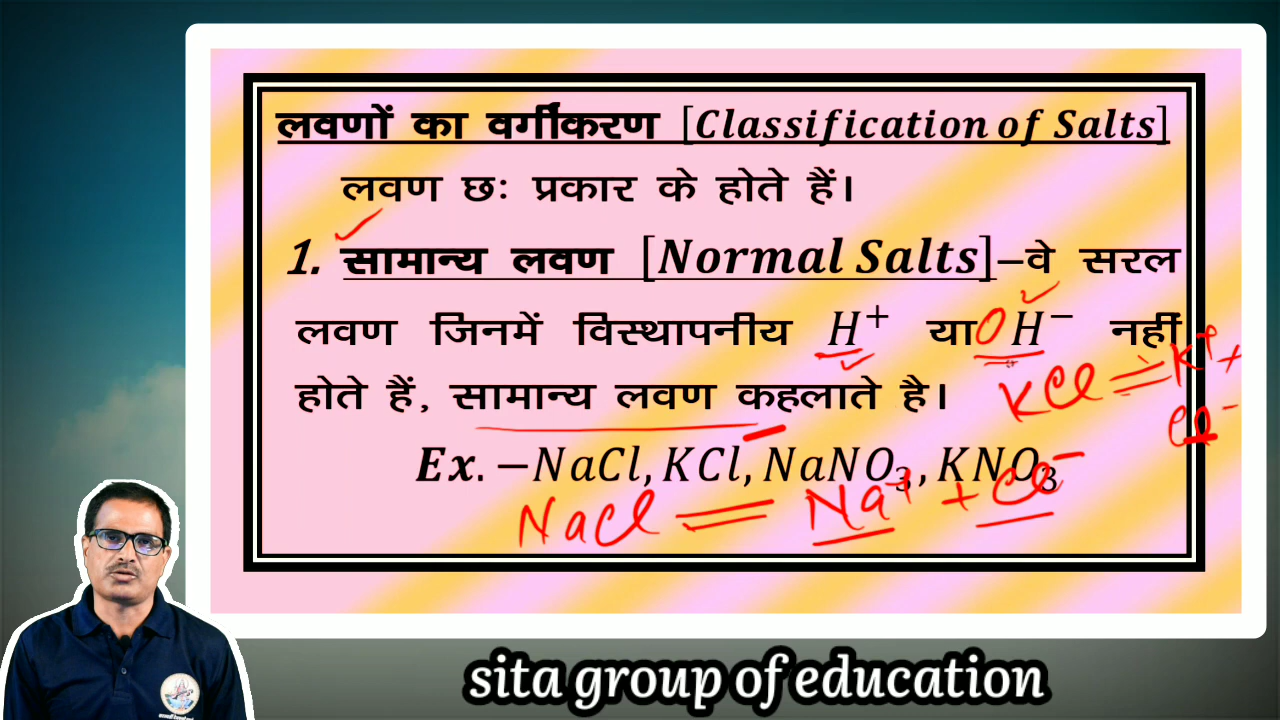 लवणों का वर्गीकरण [Classification of Salts]
लवण छः प्रकार के होते हैं।
1. सामान्य लवण [Normal Salts]–वे सरल
लवण जिनमें विस्थापनीय H⁺ या OH⁻ नहीं
होते हैं, सामान्य लवण कहलाते है।
KCl = K⁺ +
Cl⁻
Ex. –NaCl, KCl, NaNO₃, KNO₃
NaCl = Na⁺ + Cl⁻
sita group of education